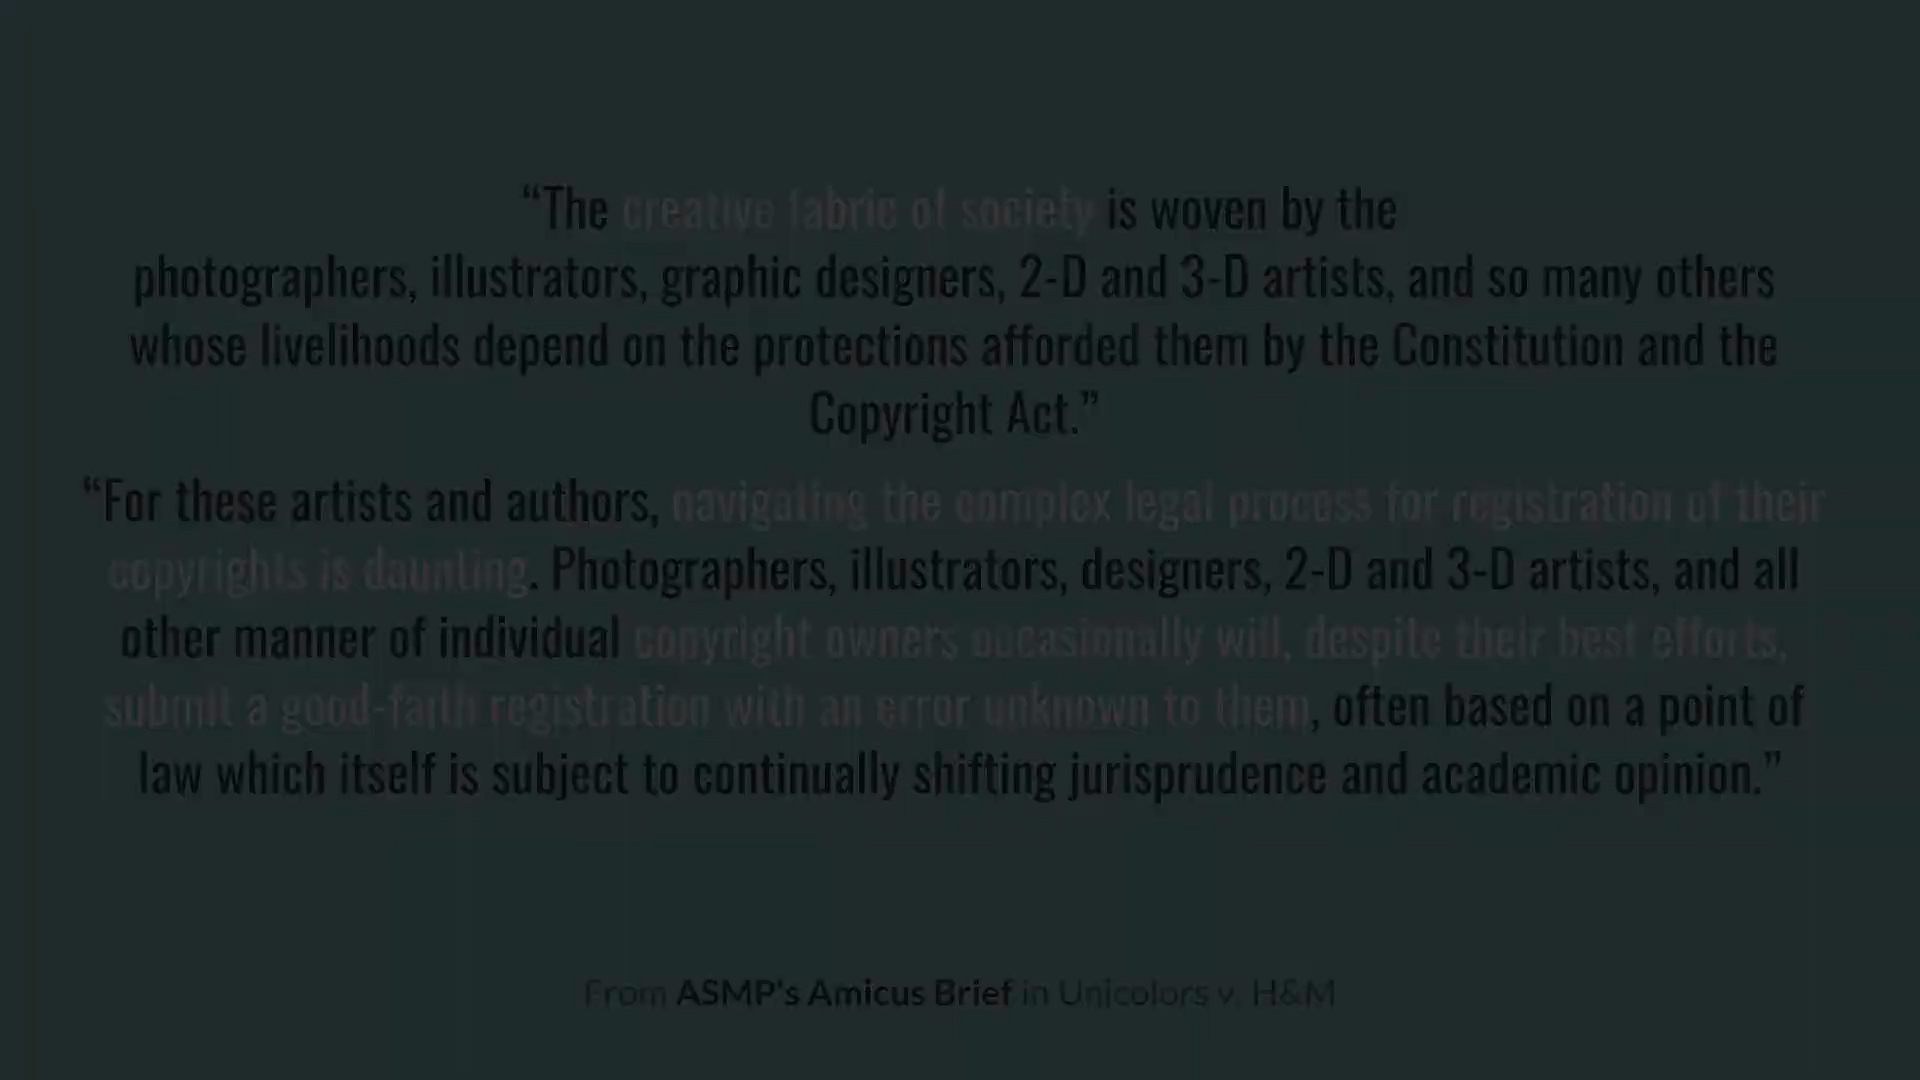 “The creative fabric of society is woven by the
photographers, illustrators, graphic designers, 2-D and 3-D artists, and so many others
whose livelihoods depend on the protections afforded them by the Constitution and the
Copyright Act.”
“For these artists and authors, navigating the complex legal process for registration of their
copyrights is daunting. Photographers, illustrators, designers, 2-D and 3-D artists, and all
other manner of individual copyright owners occasionally will, despite their best efforts,
submit a good-faith registration with an error unknown to them, often based on a point of
law which itself is subject to continually shifting jurisprudence and academic opinion.”
From ASMP's Amicus Brief in Unicolors v. H&M